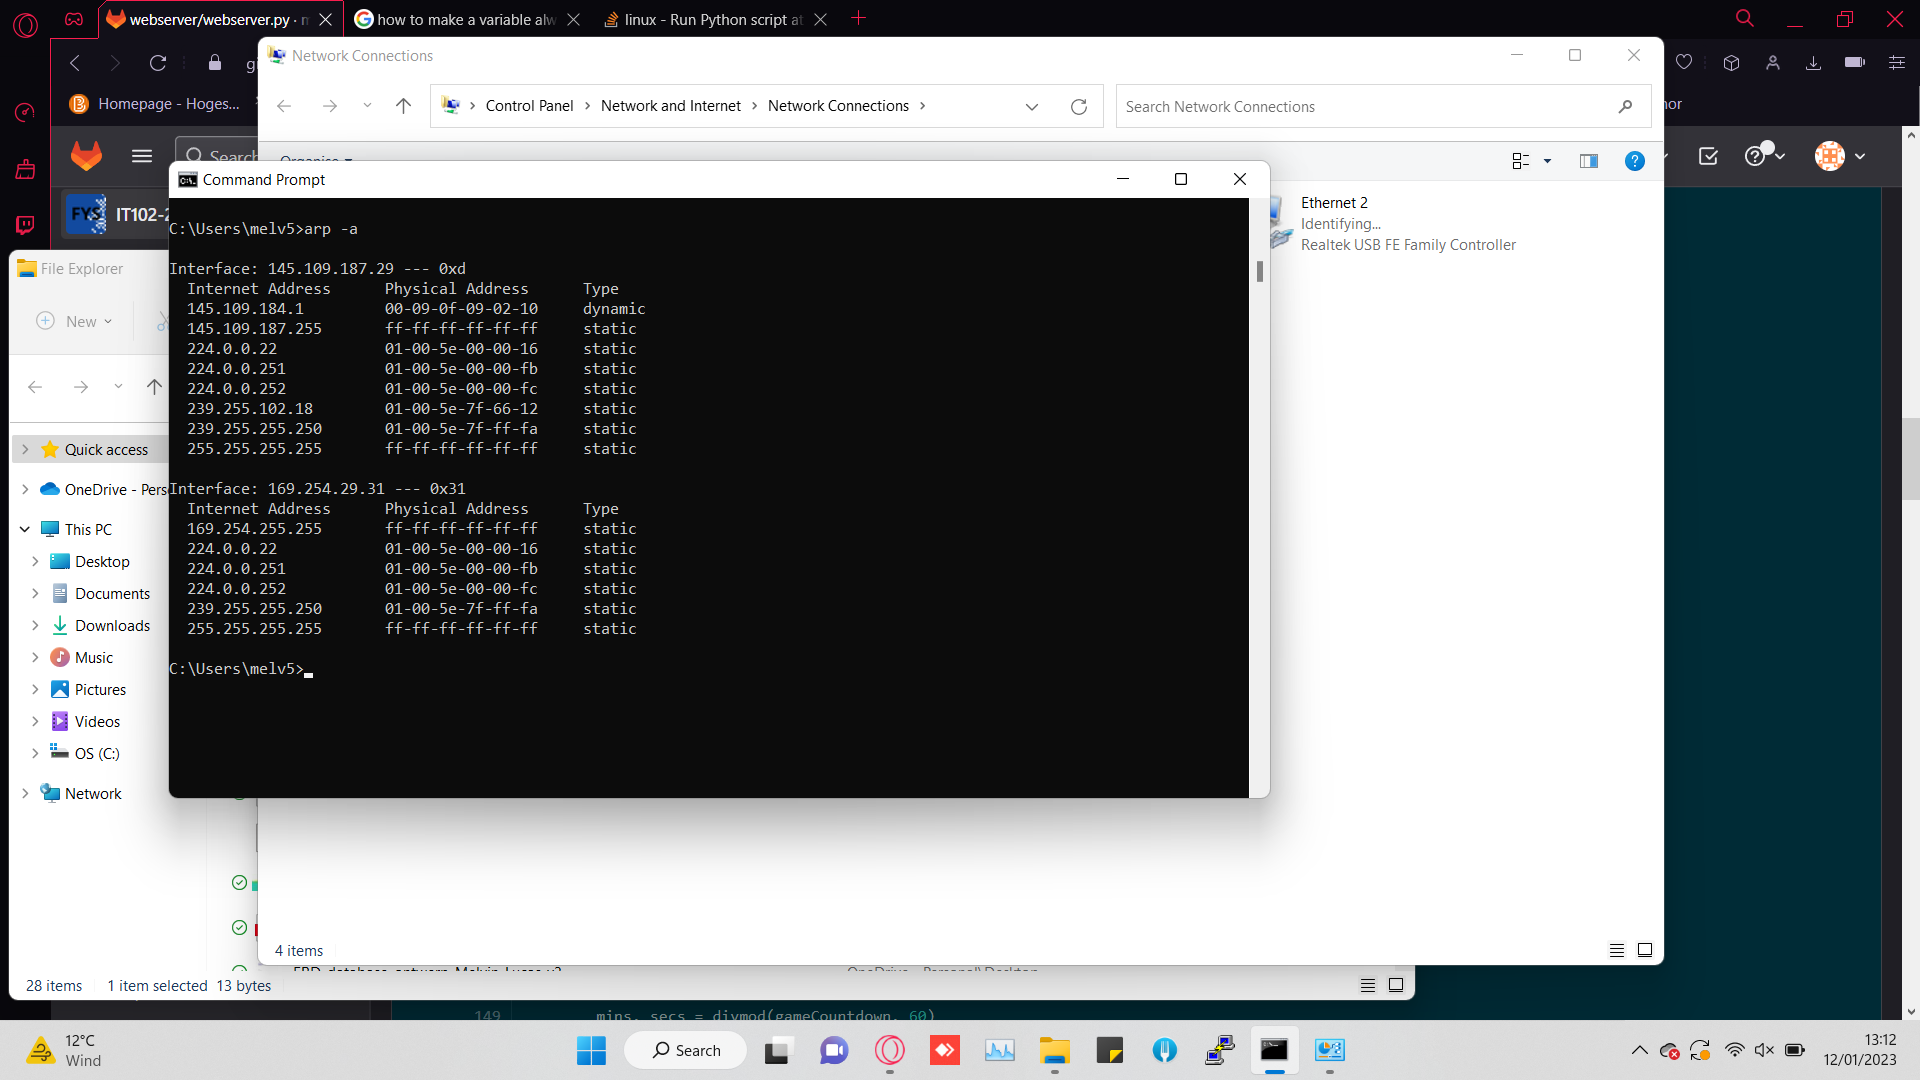 webserver/webserver.py · m
how to make a variable alw
linux - Run Python script at
Network Connections
Homepage - Hoges...
Control Panel > Network and Internet > Network Connections >
Search Network Connections
Search
Organise
Command Prompt
IT102-2
FYS
Ethernet 2
Identifying...
Realtek USB FE Family Controller
File Explorer
New
Quick access
OneDrive - Pers
This PC
Desktop
Documents
Downloads
Music
Pictures
Videos
OS (C:)
Network
C:\Users\melv5>arp -a
Interface: 145.109.187.29 --- 0xd
Internet Address Physical Address Type
145.109.184.1 00-09-0f-09-02-10 dynamic
145.109.187.255 ff-ff-ff-ff-ff-ff static
224.0.0.22 01-00-5e-00-00-16 static
224.0.0.251 01-00-5e-00-00-fb static
224.0.0.252 01-00-5e-00-00-fc static
239.255.102.18 01-00-5e-7f-66-12 static
239.255.255.250 01-00-5e-7f-ff-fa static
255.255.255.255 ff-ff-ff-ff-ff-ff static
Interface: 169.254.29.31 --- 0x31
Internet Address Physical Address Type
169.254.255.255 ff-ff-ff-ff-ff-ff static
224.0.0.22 01-00-5e-00-00-16 static
224.0.0.251 01-00-5e-00-00-fb static
224.0.0.252 01-00-5e-00-00-fc static
239.255.255.250 01-00-5e-7f-ff-fa static
255.255.255.255 ff-ff-ff-ff-ff-ff static
C:\Users\melv5>
4 items
28 items 1 item selected 13 bytes
149 mins, secs = divmod(gameCountdown, 60)
12°C
Wind
Search
13:12
12/01/2023